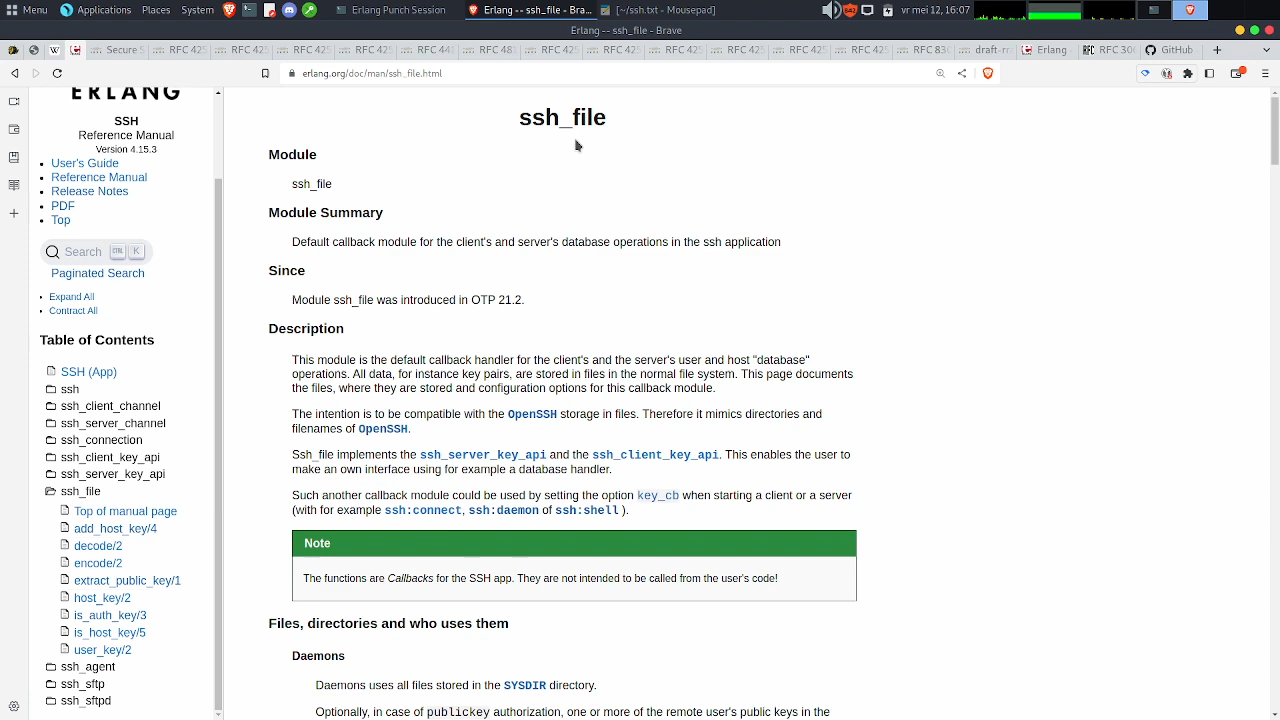 Menu Applications Places System Erlang Punch Session Erlang -- ssh_file - Bra... [~/ssh.txt - Mousepad] Yr mei 12, 16:07
Erlang -- ssh_file - Brave
Secure S RFC 425 RFC 425 RFC 425 RFC 425 RFC 440 RFC 425 RFC 425 RFC 425 RFC 425 RFC 425 RFC 425 RFC 425 RFC 830 draft-rr Erlang RFC 300 GitHub
erlang.org/doc/man/ssh_file.html
ERLANG
SSH
Reference Manual
Version 4.15.3
User's Guide
Reference Manual
Release Notes
PDF
Top
Search CTRL K
Paginated Search
Expand All
Contract All
Table of Contents
SSH (App)
ssh
ssh_client_channel
ssh_server_channel
ssh_connection
ssh_client_key_api
ssh_server_key_api
ssh_file
Top of manual page
add_host_key/4
decode/2
encode/2
extract_public_key/1
host_key/2
is_auth_key/3
is_host_key/5
user_key/2
ssh_agent
ssh_sftp
ssh_sftpd
ssh_file
Module
ssh_file
Module Summary
Default callback module for the client's and server's database operations in the ssh application
Since
Module ssh_file was introduced in OTP 21.2.
Description
This module is the default callback handler for the client's and the server's user and host "database"
operations. All data, for instance key pairs, are stored in files in the normal file system. This page documents
the files, where they are stored and configuration options for this callback module.
The intention is to be compatible with the OpenSSH storage in files. Therefore it mimics directories and
filenames of OpenSSH.
Ssh_file implements the ssh_server_key_api and the ssh_client_key_api. This enables the user to
make an own interface using for example a database handler.
Such another callback module could be used by setting the option key_cb when starting a client or a server
(with for example ssh:connect, ssh:daemon of ssh:shell ).
Note
The functions are Callbacks for the SSH app. They are not intended to be called from the user's code!
Files, directories and who uses them
Daemons
Daemons uses all files stored in the SYSDIR directory.
Optionally, in case of publickey authorization, one or more of the remote user's public keys in the